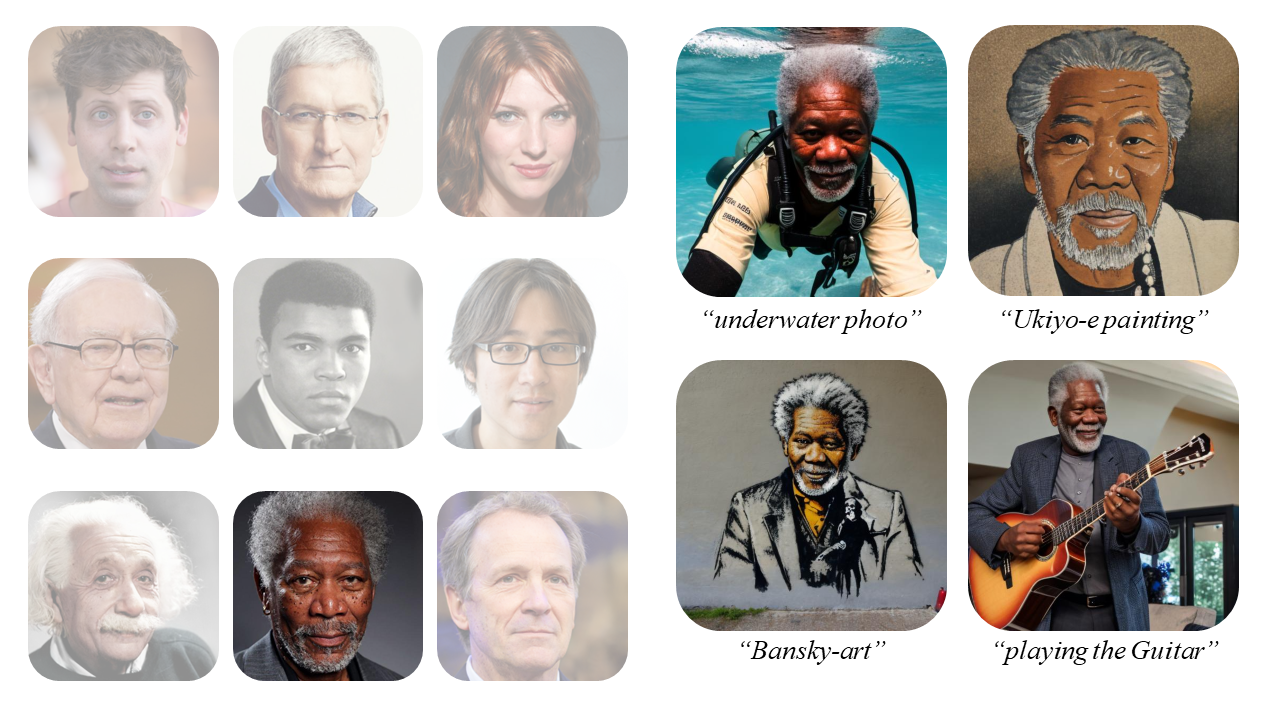 “underwater photo”
“Ukiyo-e painting”
“Bansky-art”
“playing the Guitar”